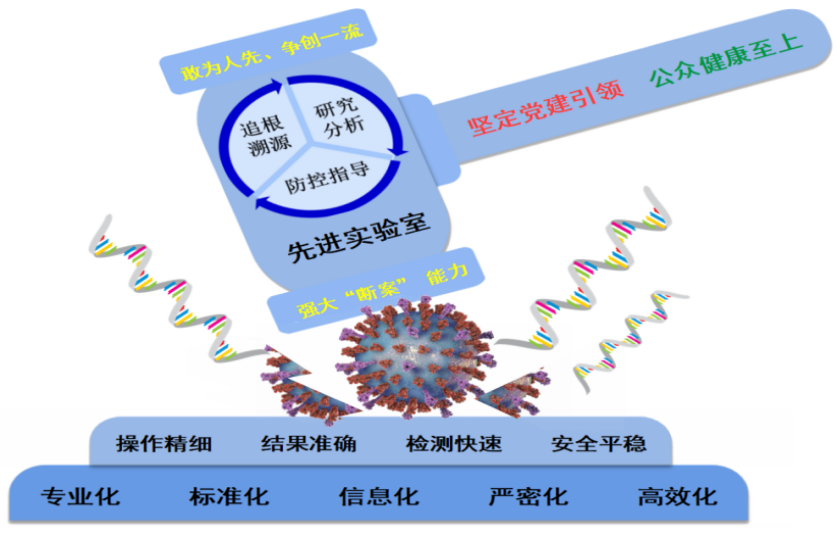 敢为人先、争创一流
坚定党建引领 公众健康至上
追根
溯源
研究
分析
防控指导
先进实验室
强大“断案” 能力
操作精细 结果准确 检测快速 安全平稳
专业化 标准化 信息化 严密化 高效化